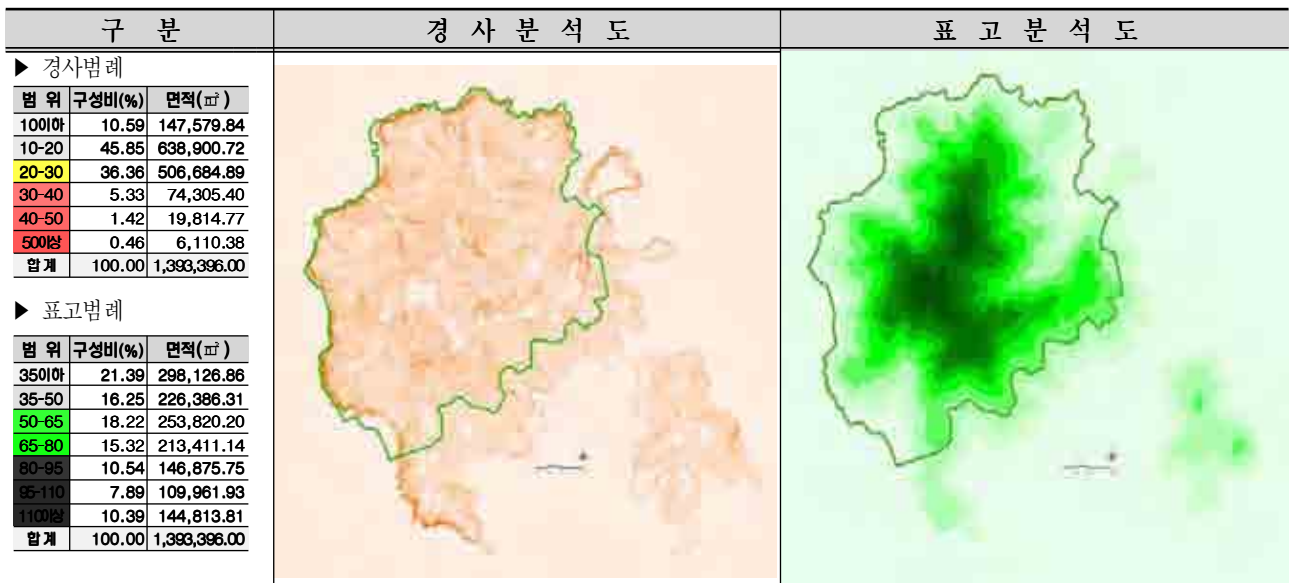 구 분 경 사 분 석 도 표 고 분 석 도
▶ 경사범례
범 위 구성비(%) 면적(㎡)
10이하 10.59 147,579.84
10-20 45.85 638,900.72
20-30 36.36 506,684.89
30-40 5.33 74,305.40
40-50 1.42 19,814.77
50이상 0.46 6,110.38
합 계 100.00 1,393,396.00
▶ 표고범례
범 위 구성비(%) 면적(㎡)
35이하 21.39 298,126.86
35-50 16.25 226,386.31
50-65 18.22 253,820.20
65-80 15.32 213,411.14
80-95 10.54 146,875.75
95-110 7.89 109,961.93
110이상 10.39 144,813.81
합 계 100.00 1,393,396.00